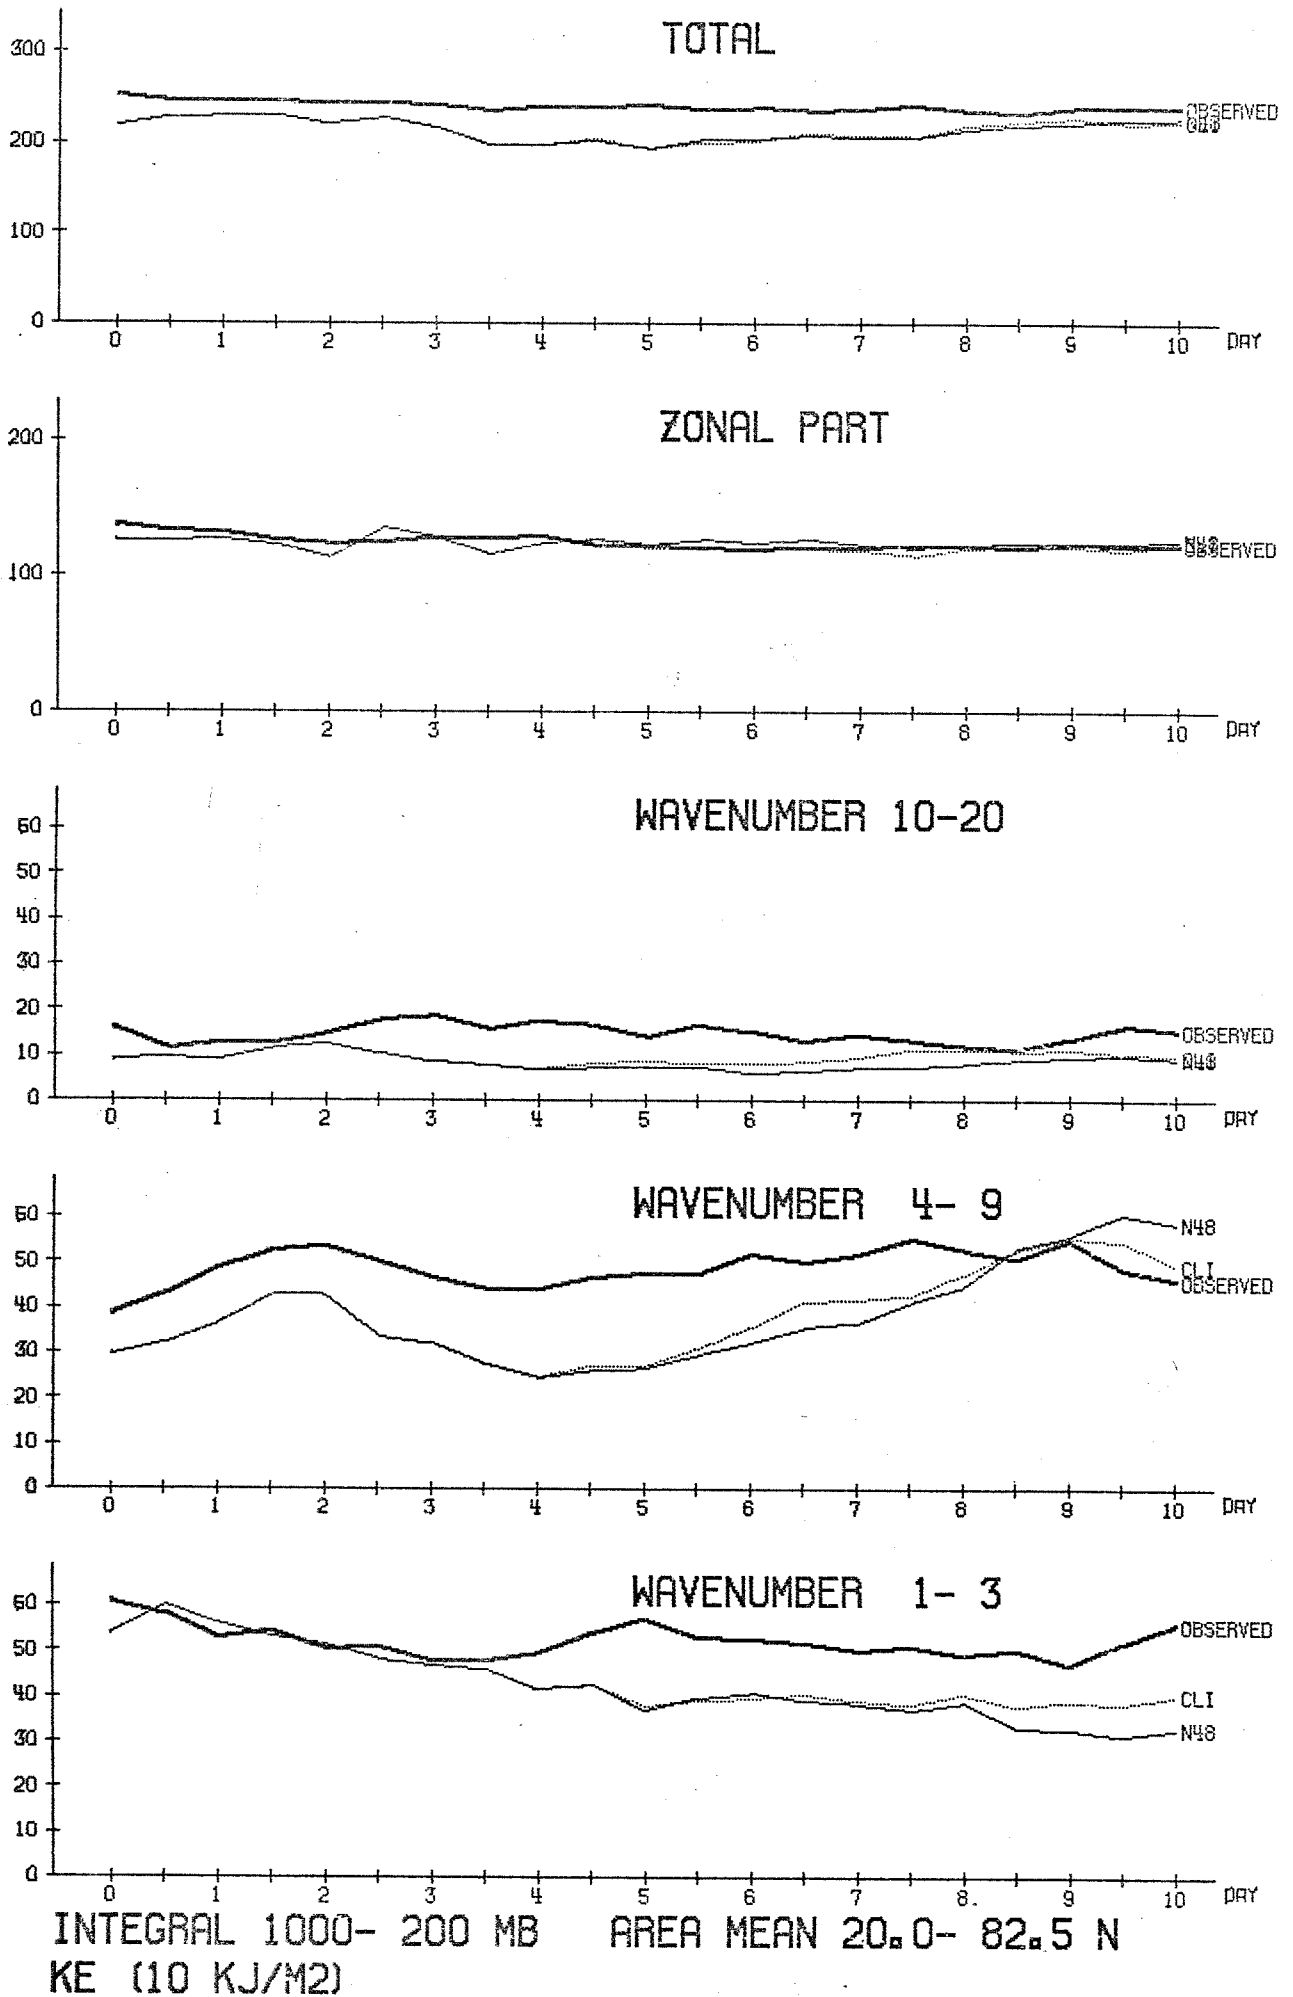 TOTAL
300
200
100
0
OBSERVED
0 1 2 3 4 5 6 7 8 9 10 DAY
ZONAL PART
200
100
0
0 1 2 3 4 5 6 7 8 9 10 DAY
WAVENUMBER 10-20
60
50
40
30
20
10
0
OBSERVED
0 1 2 3 4 5 6 7 8 9 10 DAY
WAVENUMBER 4- 9
60
50
40
30
20
10
0
N48
CLI
OBSERVED
0 1 2 3 4 5 6 7 8 9 10 DAY
WAVENUMBER 1- 3
60
50
40
30
20
10
0
OBSERVED
CLI
N48
0 1 2 3 4 5 6 7 8 9 10 DAY
INTEGRAL 1000- 200 MB AREA MEAN 20.0- 82.5 N
KE (10 KJ/M2)